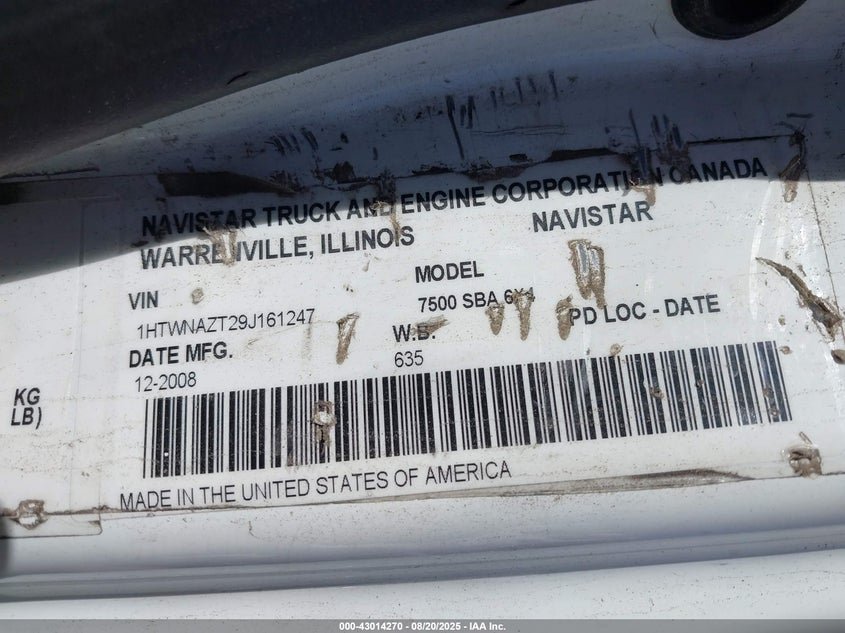 NAVISTAR TRUCK AND ENGINE CORPORATION CANADA
WARRENVILLE, ILLINOIS NAVISTAR
VIN MODEL
1HTWNAZT29J161247 7500 SBA 6X4
DATE MFG. W.B. PD LOC - DATE
12-2008 635
KG
LB)
MADE IN THE UNITED STATES OF AMERICA
000-43014270 - 08/20/2025 - IAA Inc.